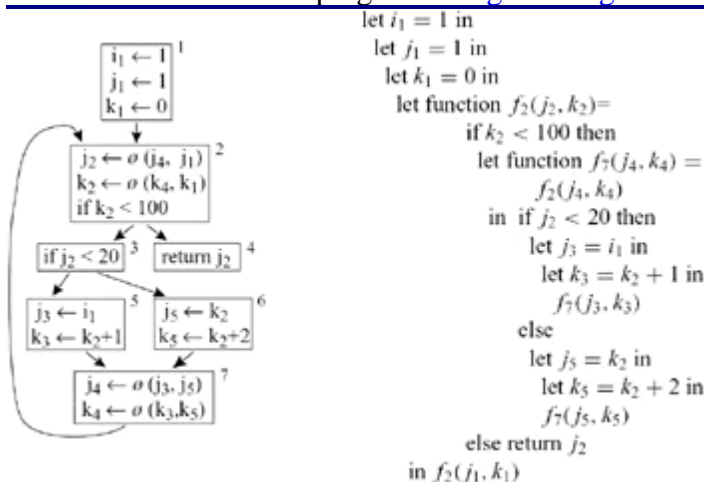 i₁ ← 1
j₁ ← 1
k₁ ← 0
1
j₂ ← ø (j₄, j₁)
k₂ ← ø (k₄, k₁)
if k₂ < 100
2
if j₂ < 20
3
return j₂
4
j₃ ← i₁
k₃ ← k₂+1
5
j₅ ← k₂
k₅ ← k₂+2
6
j₄ ← ø (j₃, j₅)
k₄ ← ø (k₃,k₅)
7
let i₁ = 1 in
let j₁ = 1 in
let k₁ = 0 in
let function f₂(j₂, k₂)=
if k₂ < 100 then
let function f₇(j₄, k₄) =
f₂(j₄, k₄)
in if j₂ < 20 then
let j₃ = i₁ in
let k₃ = k₂ + 1 in
f₇(j₃, k₃)
else
let j₅ = k₂ in
let k₅ = k₂ + 2 in
f₇(j₅, k₅)
else return j₂
in f₂(j₁, k₁)